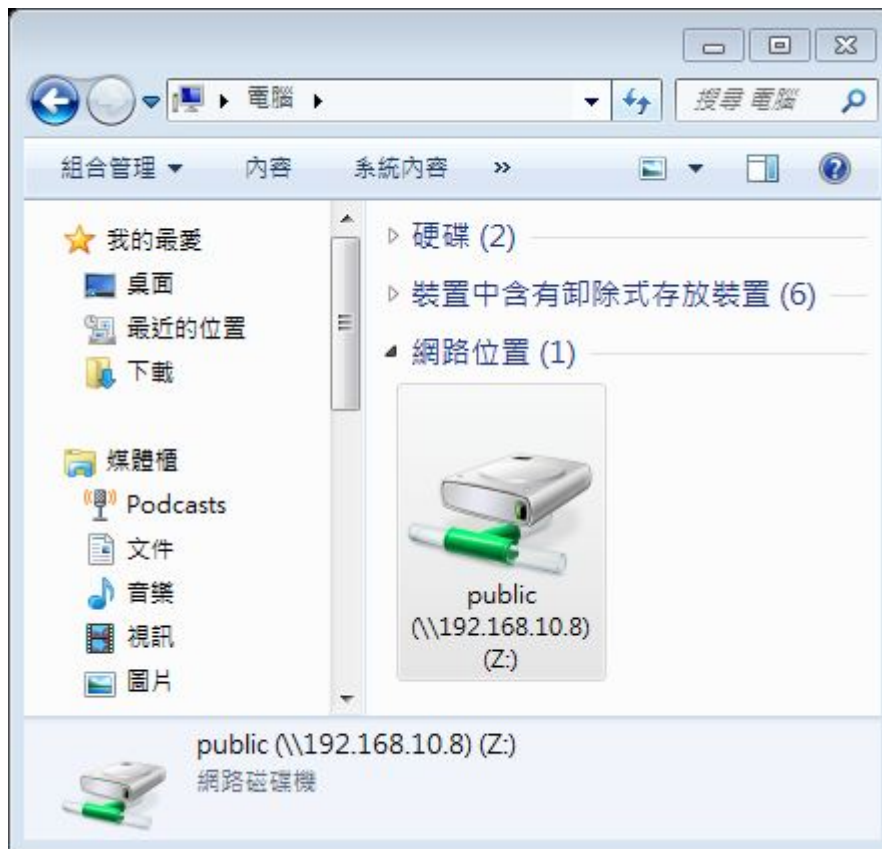 電腦
搜尋 電腦
組合管理 內容 系統內容 »
我的最愛
桌面
最近的位置
下載
媒體櫃
Podcasts
文件
音樂
視訊
圖片
硬碟 (2)
裝置中含有卸除式存放裝置 (6)
網路位置 (1)
public
(\\192.168.10.8)
(Z:)
public (\\192.168.10.8) (Z:)
網路磁碟機